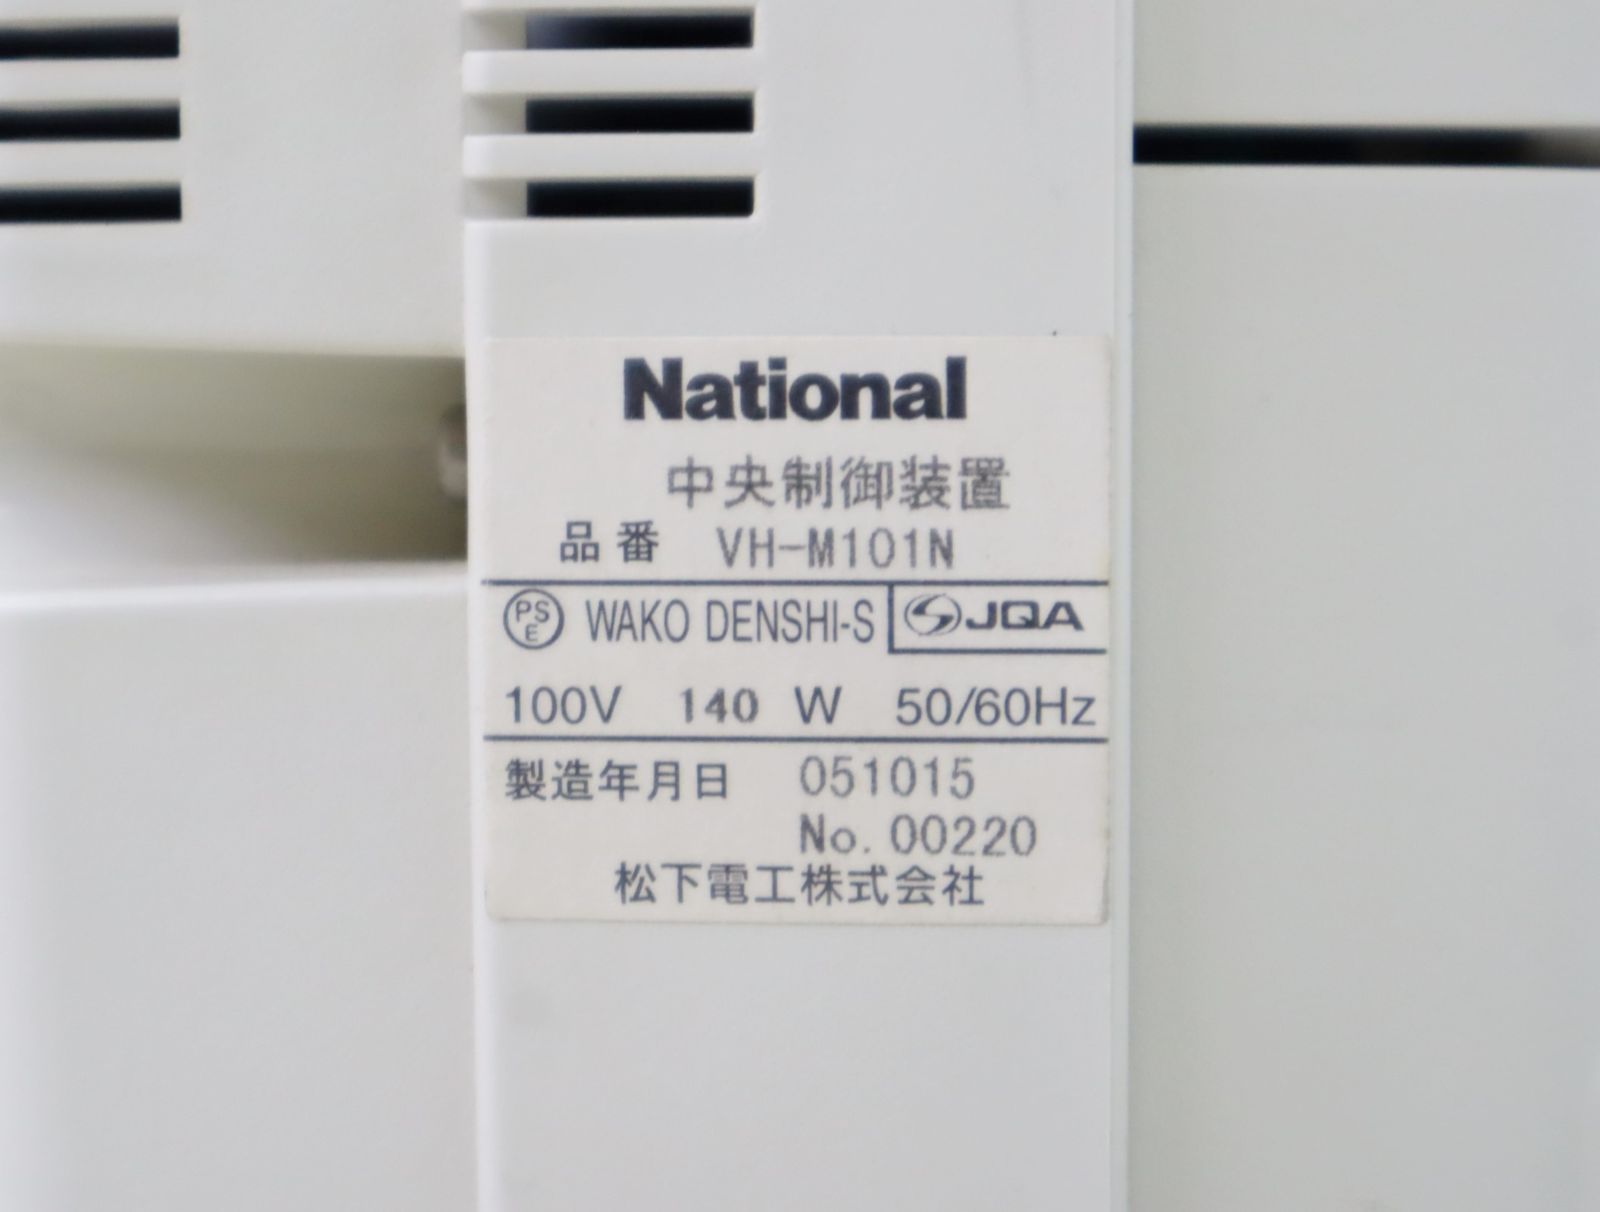 National
中央制御装置
品番 VH-M101N
PSE WAKO DENSHI-S JQA
100V 140 W 50/60Hz
製造年月日 051015
No. 00220
松下電工株式会社